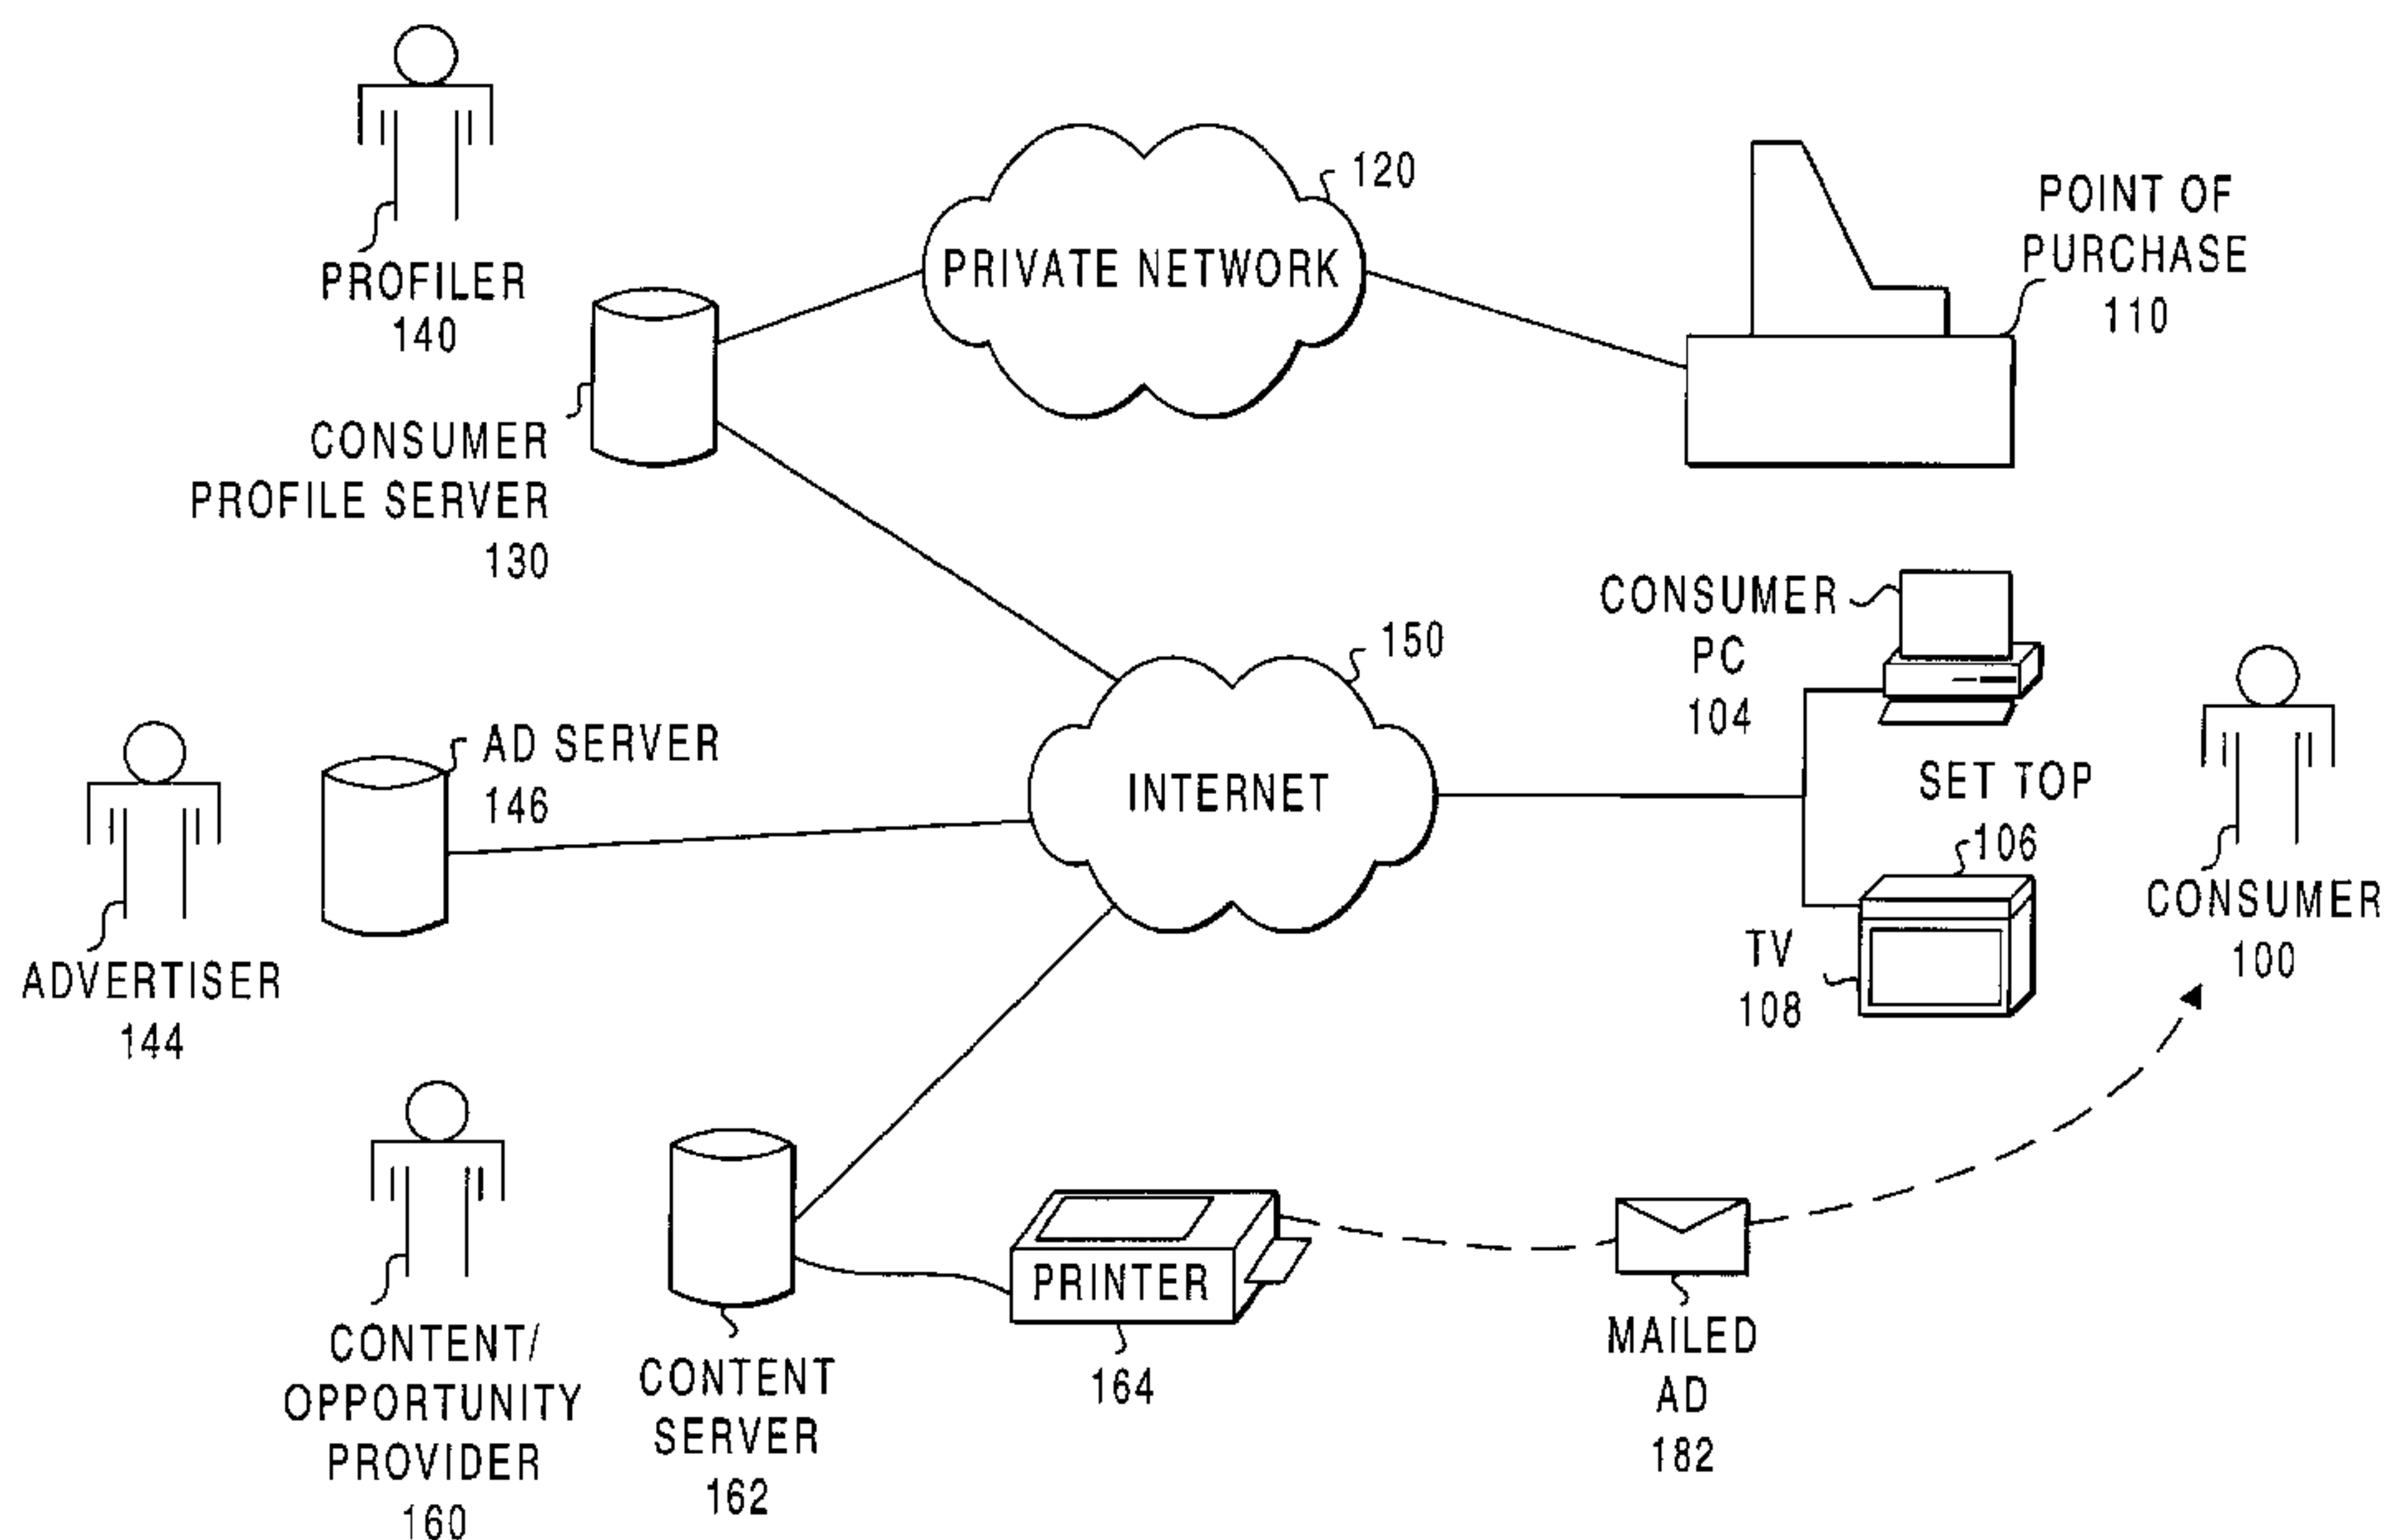 PROFILER
140
120
PRIVATE NETWORK
POINT OF
PURCHASE
110
CONSUMER
PROFILE SERVER
130
CONSUMER
PC
104
150
INTERNET
AD SERVER
146
ADVERTISER
144
SET TOP
106
TV
108
CONSUMER
100
CONTENT/
OPPORTUNITY
PROVIDER
160
CONTENT
SERVER
162
PRINTER
164
MAILED
AD
182